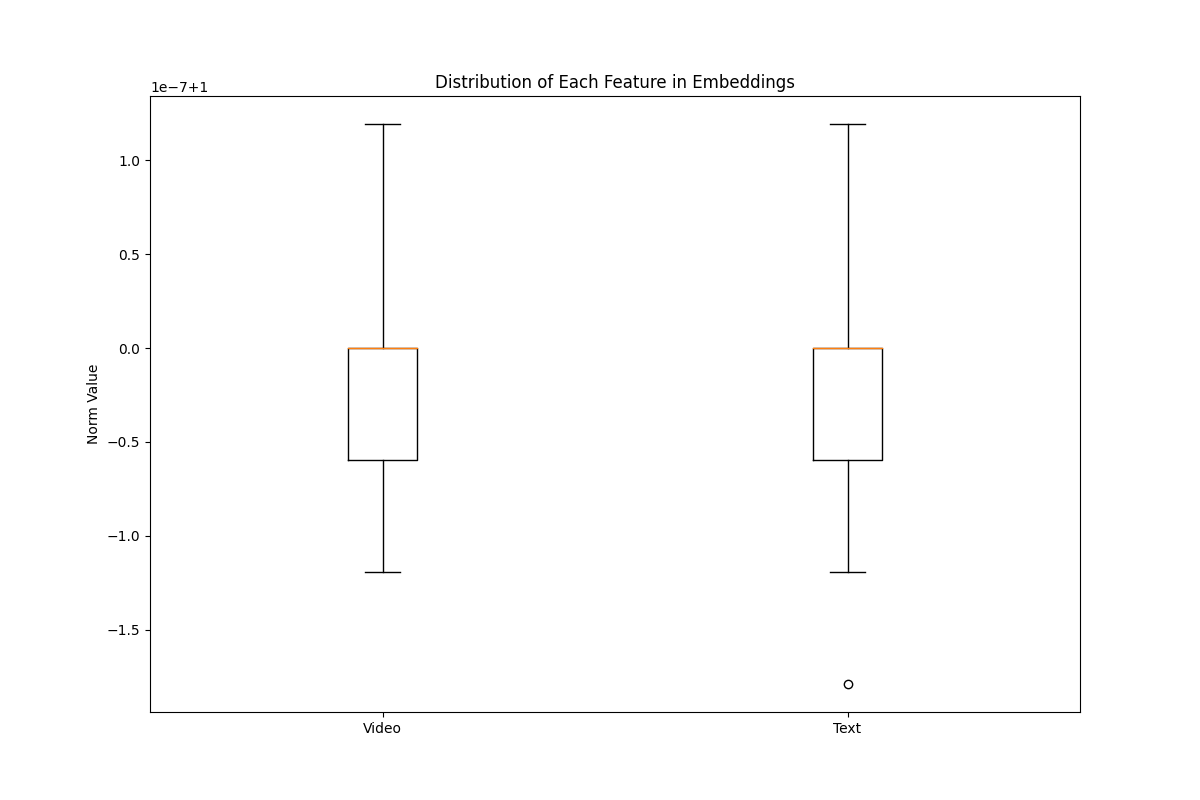 Distribution of Each Feature in Embeddings
1e−7+1
1.0
0.5
0.0
−0.5
−1.0
−1.5
Norm Value
Video
Text